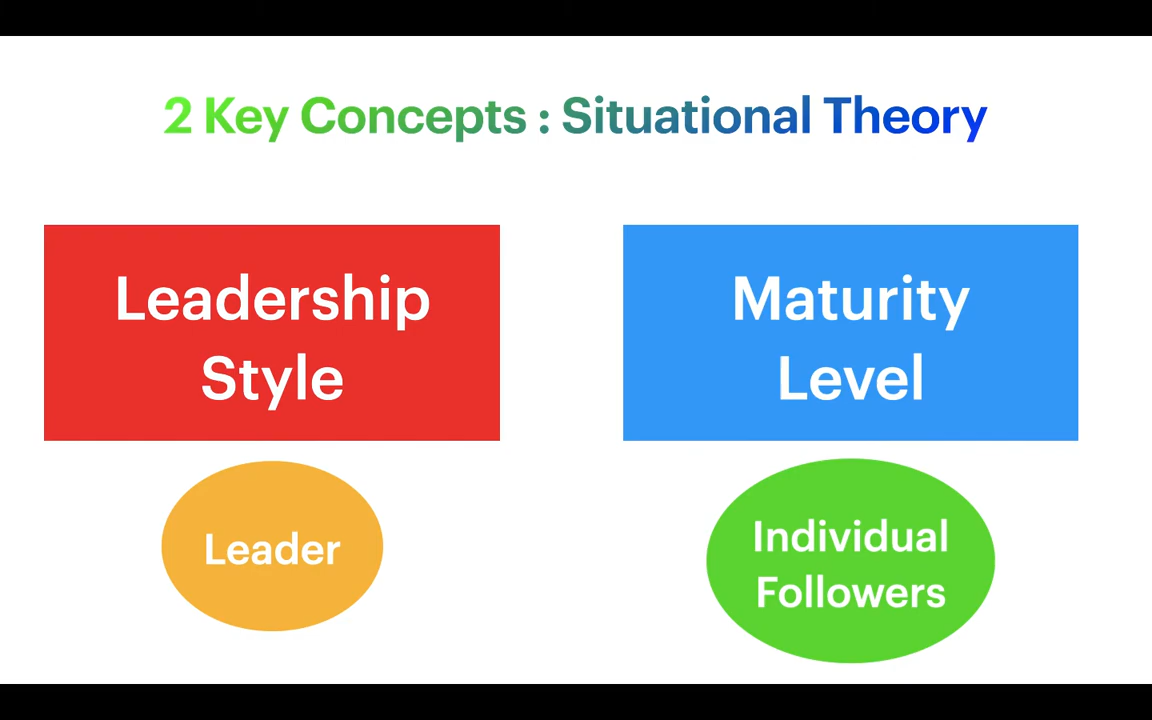 2 Key Concepts : Situational Theory
Leadership
Style
Maturity
Level
Leader
Individual
Followers